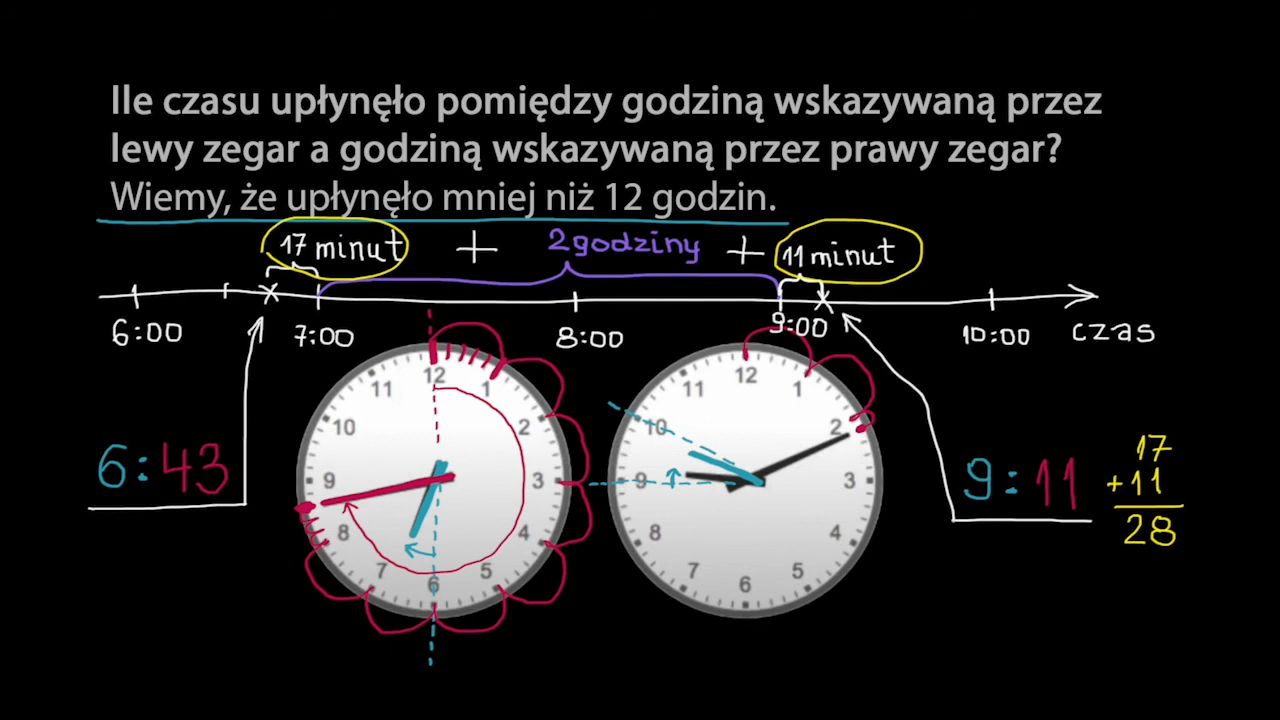 Ile czasu upłynęło pomiędzy godziną wskazywaną przez
lewy zegar a godziną wskazywaną przez prawy zegar?
Wiemy, że upłynęło mniej niż 12 godzin.
17 minut + 2 godziny + 11 minut
6:00 7:00 8:00 9:00 10:00 czas
12 1 2 3 4 5 6 7 8 9 10 11
12 1 2 3 4 5 6 7 8 9 10 11
6:43
9:11
17
+11
28